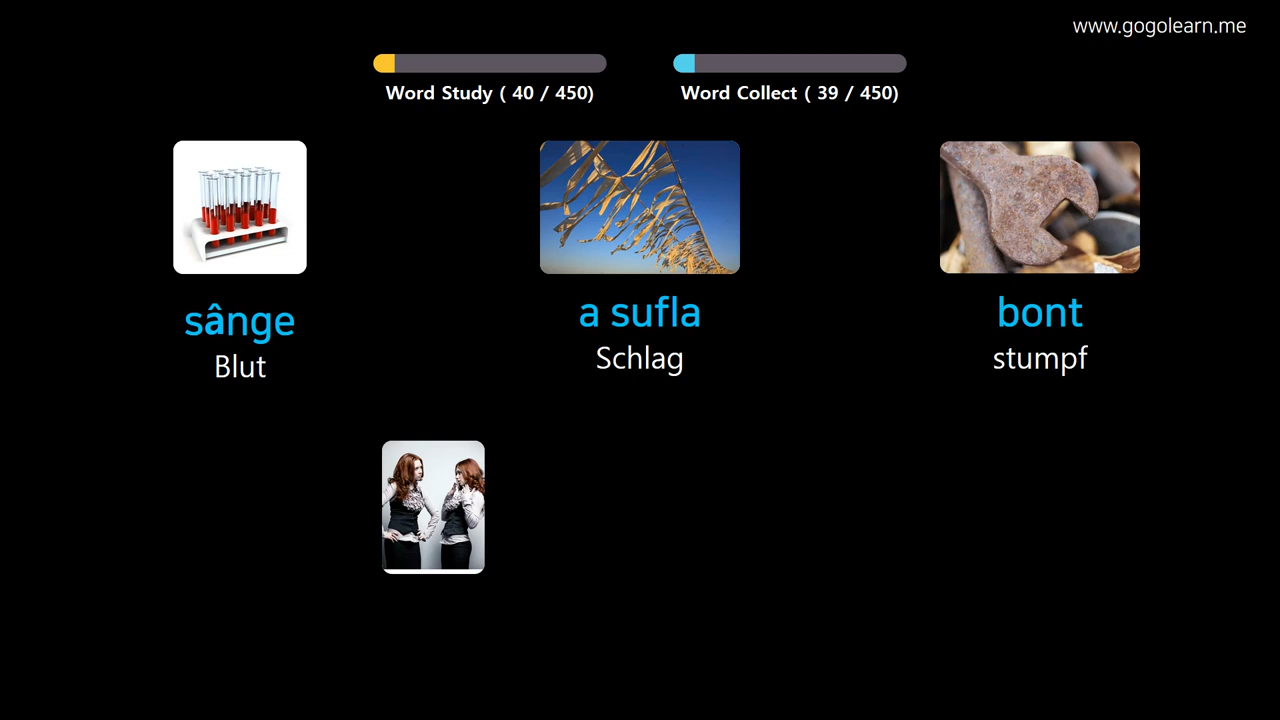 www.gogolearn.me
Word Study ( 40 / 450)
Word Collect ( 39 / 450)
sânge
Blut
a sufla
Schlag
bont
stumpf